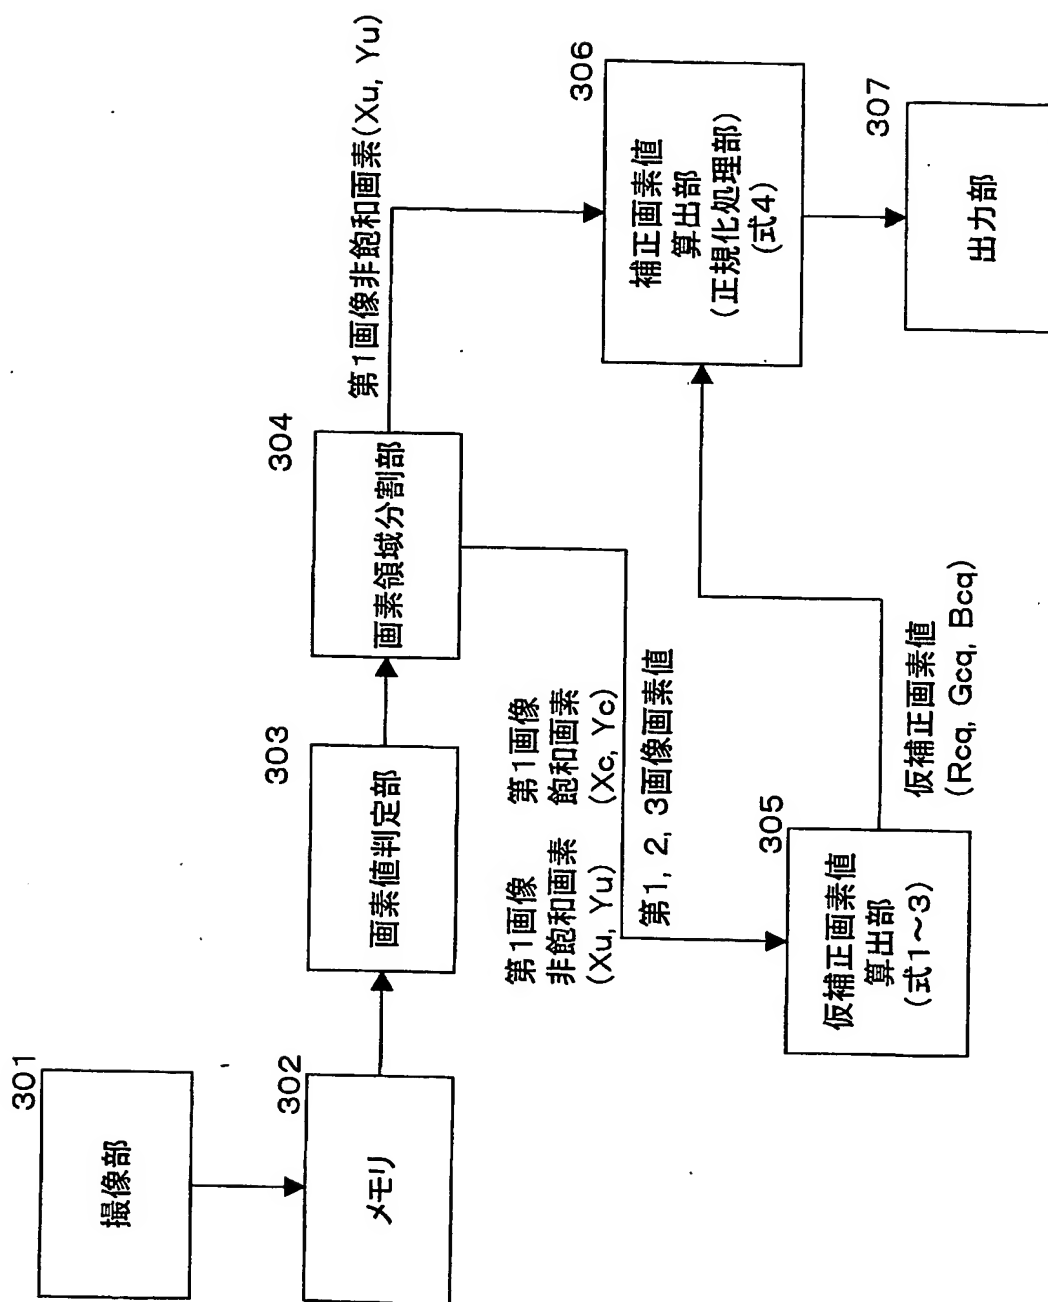 301
撮像部
302
メモリ
303
画素値判定部
304
画素領域分割部
第1画像非飽和画素(Xu, Yu)
第1画像
非飽和画素
(Xu, Yu)
第1画像
飽和画素
(Xc, Yc)
第1, 2, 3画像画素値
305
仮補正画素値
算出部
(式1～3)
仮補正画素値
(Rcq, Gcq, Bcq)
306
補正画素値
算出部
(正規化処理部)
(式4)
307
出力部